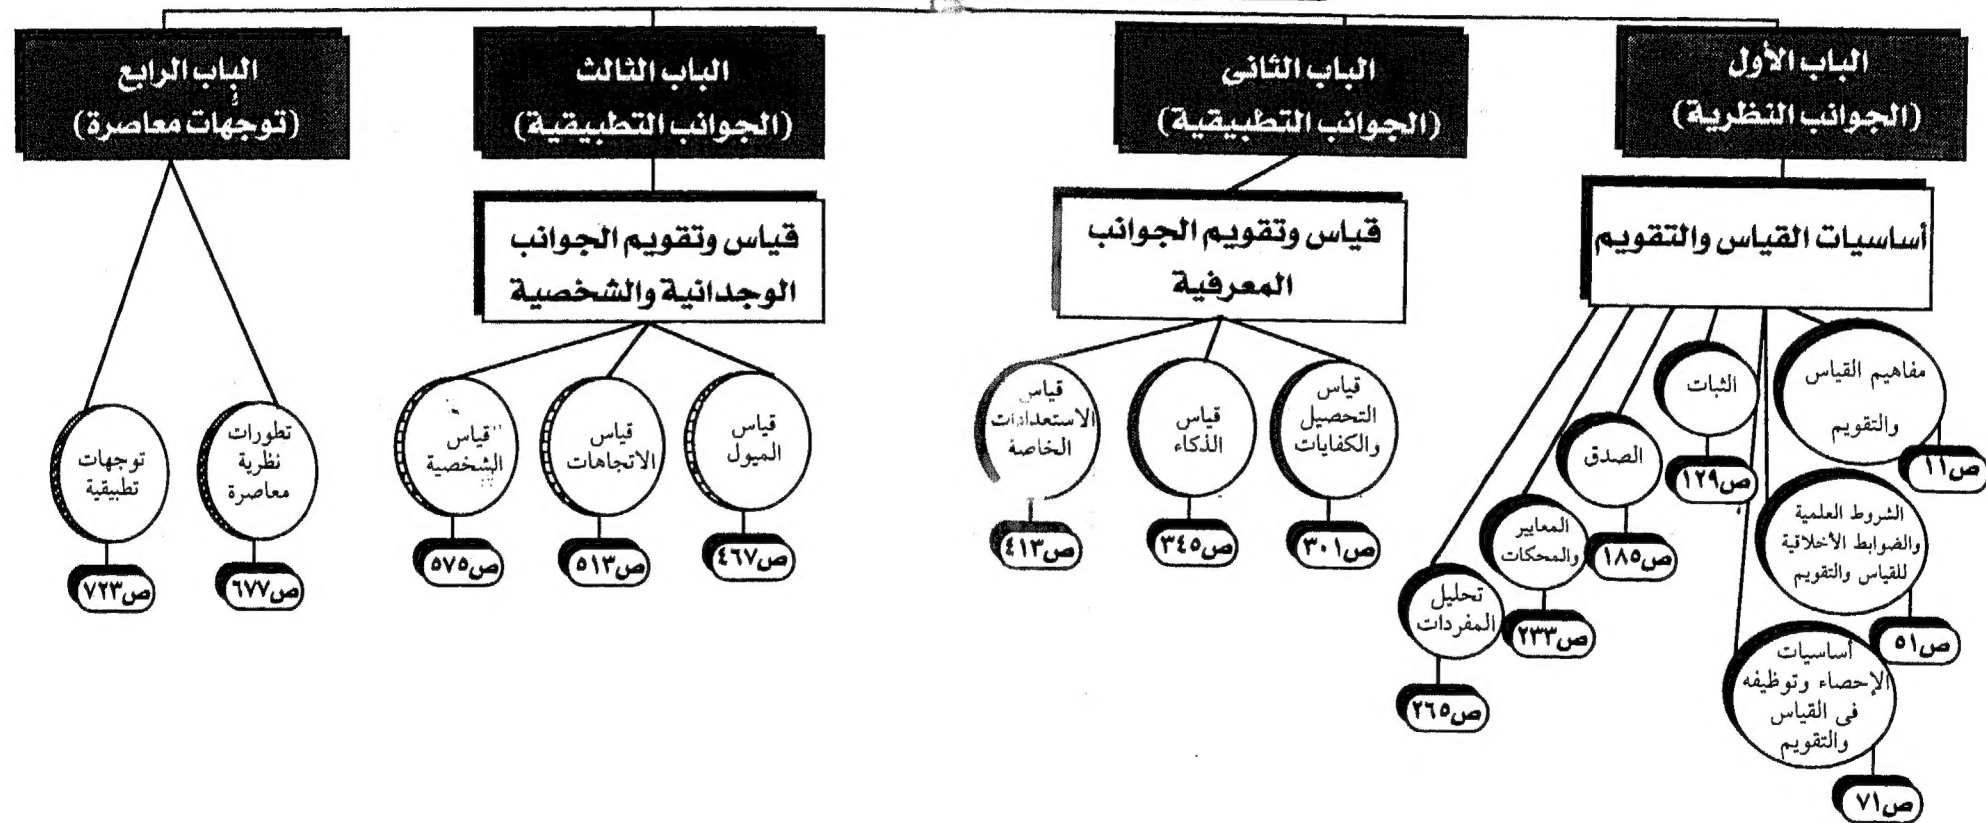 الباب الأول
(الجوانب النظرية)
أساسيات القياس والتقويم
مفاهيم القياس
والتقويم
ص١١
الشروط العلمية
والضوابط الأخلاقية
للقياس والتقويم
ص٥١
أساسيات
الإحصاء وتوظيفه
فى القياس
والتقويم
ص٧١
الثبات
ص١٢٩
الصدق
ص١٨٥
المعايير
والمحكات
ص٢٣٣
تحليل
المفردات
ص٢٦٥
الباب الثانى
(الجوانب التطبيقية)
قياس وتقويم الجوانب
المعرفية
قياس
التحصيل
والكفايات
ص٣٠١
قياس
الذكاء
ص٣٤٥
قياس
الاستعدادات
الخاصة
ص٤١٣
الباب الثالث
(الجوانب التطبيقية)
قياس وتقويم الجوانب
الوجدانية والشخصية
قياس
الميول
ص٤٦٧
قياس
الاتجاهات
ص٥١٣
قياس
الشخصية
ص٥٧٥
الباب الرابع
(توجهات معاصرة)
تطورات
نظرية
معاصرة
ص٦٧٧
توجهات
تطبيقية
ص٧٢٣